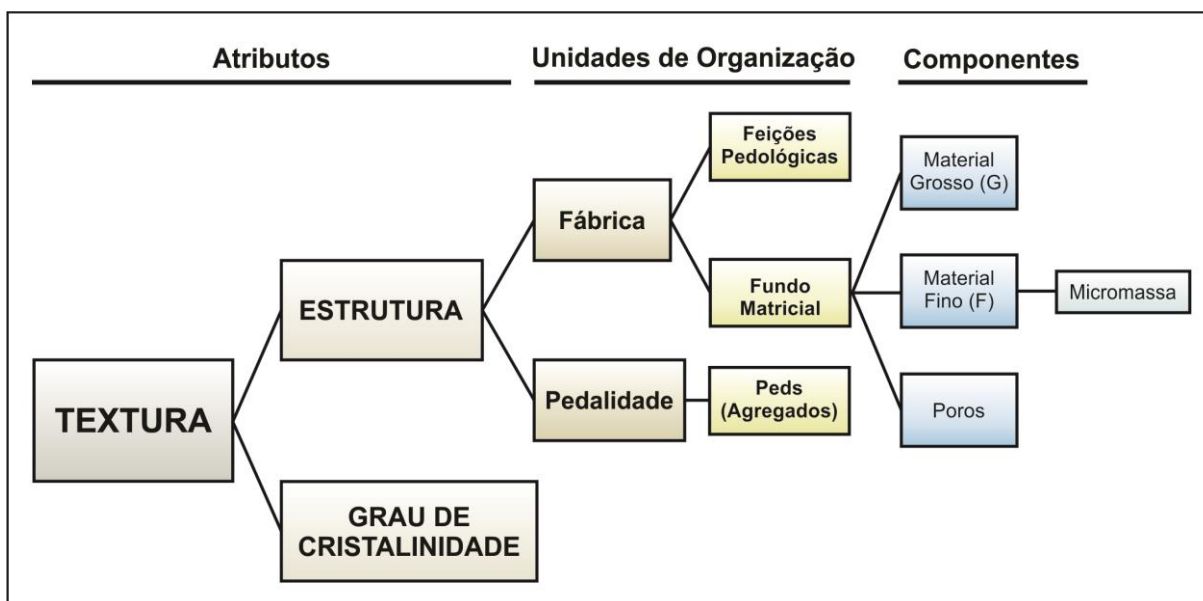 Atributos
Unidades de Organização
Componentes
TEXTURA
ESTRUTURA
GRAU DE
CRISTALINIDADE
Fábrica
Pedalidade
Feições
Pedológicas
Fundo
Matricial
Peds
(Agregados)
Material
Grosso (G)
Material
Fino (F)
Poros
Micromassa